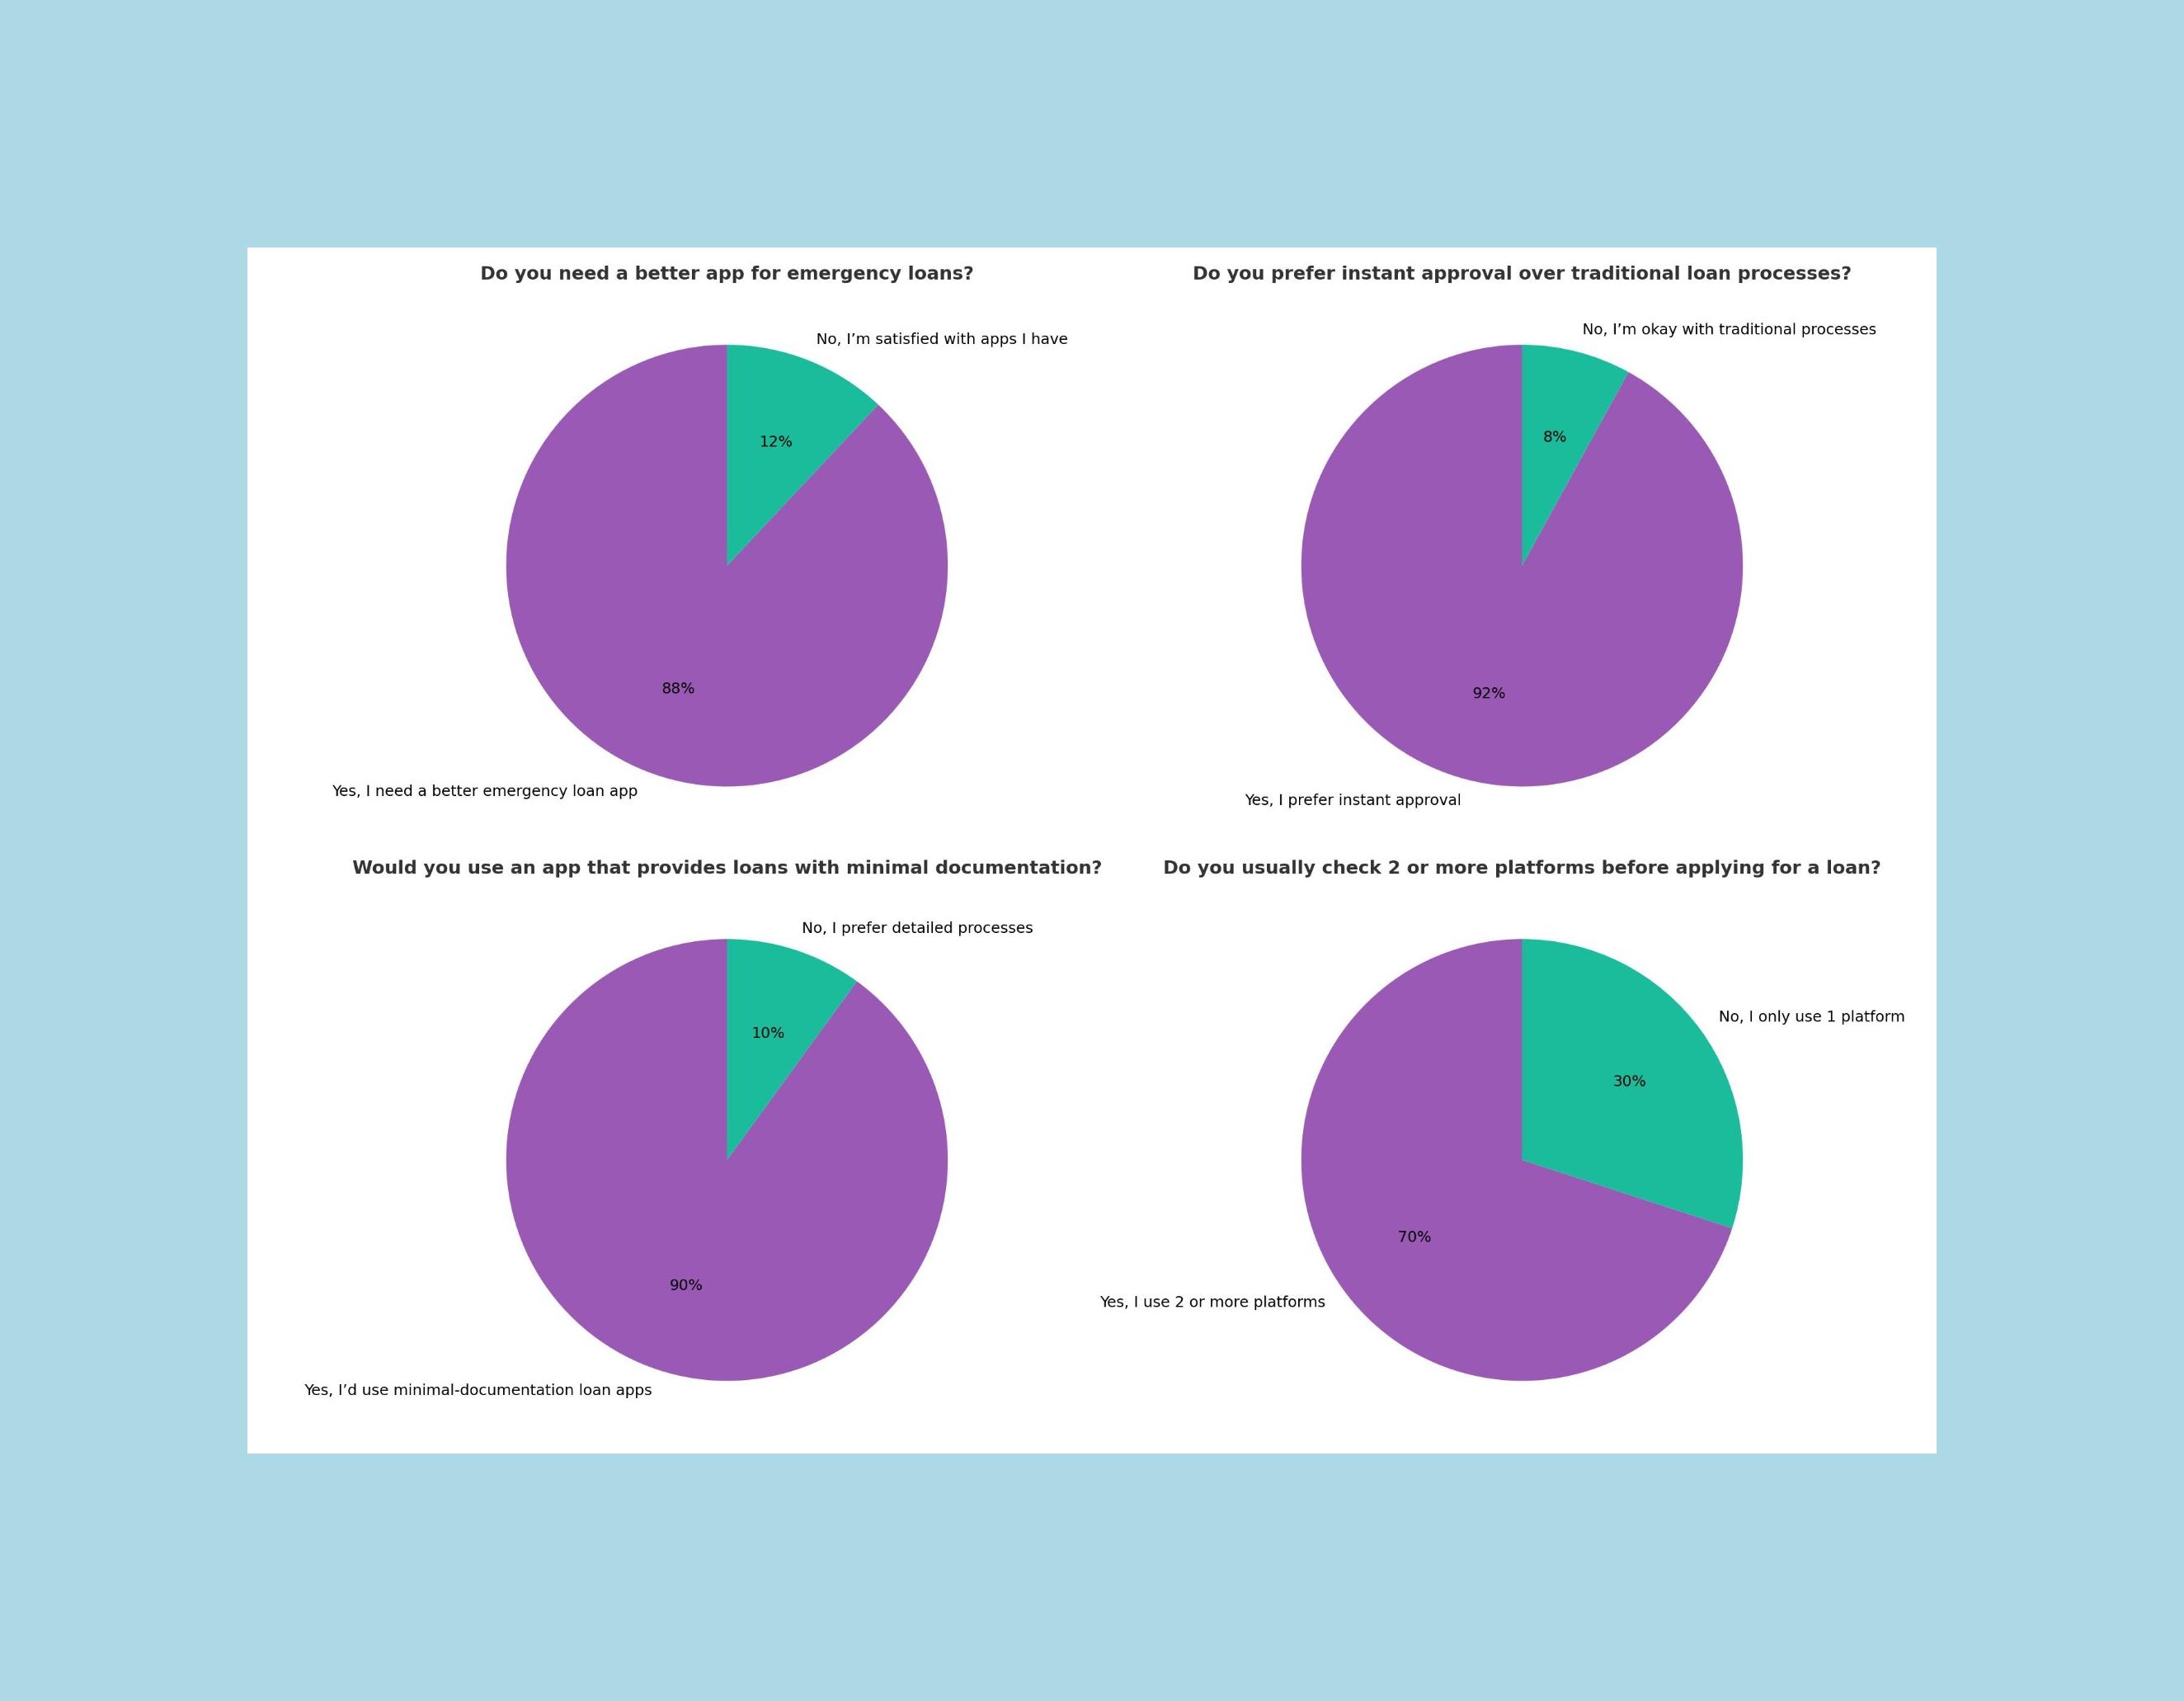 Do you need a better app for emergency loans?
No, I’m satisfied with apps I have
12%
88%
Yes, I need a better emergency loan app
Do you prefer instant approval over traditional loan processes?
No, I’m okay with traditional processes
8%
92%
Yes, I prefer instant approval
Would you use an app that provides loans with minimal documentation?
No, I prefer detailed processes
10%
90%
Yes, I’d use minimal-documentation loan apps
Do you usually check 2 or more platforms before applying for a loan?
No, I only use 1 platform
30%
70%
Yes, I use 2 or more platforms